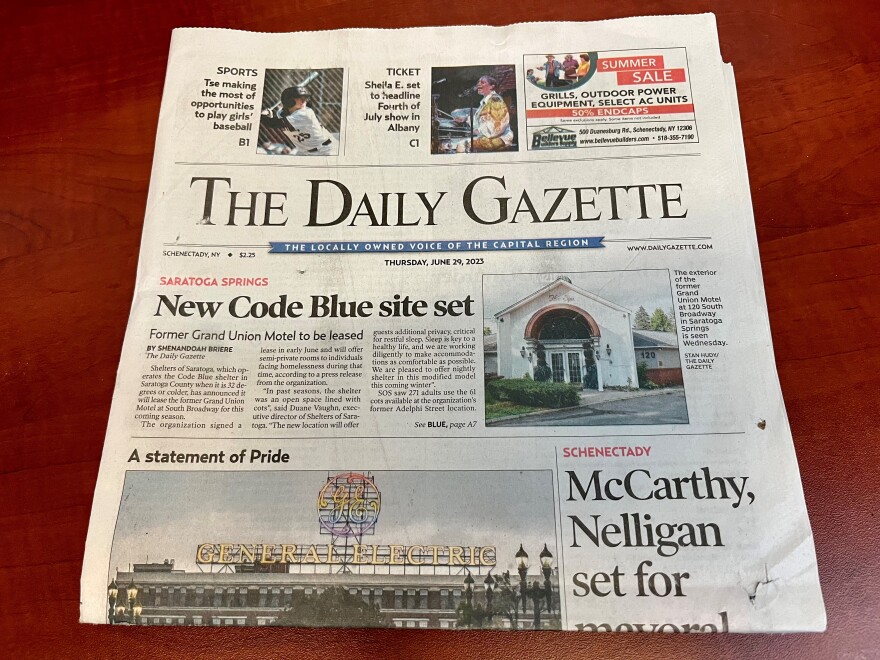 SPORTS
Tse making
the most of
opportunities
to play girls'
baseball
B1
TICKET
Sheila E. set
to headline
Fourth of
July show in
Albany
C1
SUMMER
SALE
GRILLS, OUTDOOR POWER
EQUIPMENT, SELECT AC UNITS
50% ENDCAPS
Some exclusions apply. Some items not included
Bellevue
500 Duanesburg Rd., Schenectady, NY 12306
www.bellevuebuilders.com • 518-355-7190
THE DAILY GAZETTE
THE LOCALLY OWNED VOICE OF THE CAPITAL REGION
SCHENECTADY, NY ◆ $2.25
THURSDAY, JUNE 29, 2023
WWW.DAILYGAZETTE.COM
SARATOGA SPRINGS
New Code Blue site set
Former Grand Union Motel to be leased
BY SHENANDOAH BRIERE
The Daily Gazette
Shelters of Saratoga, which op-
erates the Code Blue shelter in
Saratoga County when it is 32 de-
grees or colder, has announced it
will lease the former Grand Union
Motel at South Broadway for this
coming season.
The organization signed a
lease in early June and will offer
semi-private rooms to individuals
facing homelessness during that
time, according to a press release
from the organization.
"In past seasons, the shelter
was an open space lined with
cots", said Duane Vaughn, exec-
utive director of Shelters of Sara-
toga. "The new location will offer
guests additional privacy, critical
for restful sleep. Sleep is key to a
healthy life, and we are working
diligently to make accommoda-
tions as comfortable as possible.
We are pleased to offer nightly
shelter in this modified model
this coming winter".
SOS saw 271 adults use the 61
cots available at the organization's
former Adelphi Street location.
See BLUE, page A7
120
The exterior
of the
former
Grand
Union Motel
at 120 South
Broadway
in Saratoga
Springs
is seen
Wednesday.
STAN HUDY/
THE DAILY
GAZETTE
A statement of Pride
GE
GENERAL ELECTRIC
SCHENECTADY
McCarthy,
Nelligan
set for
mayoral